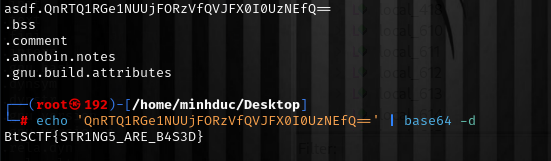 asdf.QnRTQ1RGe1NUUjFORzVfQVJFX0I0UzNEfQ==
.bss
.comment
.annobin.notes
.gnu.build.attributes
┌──(root㉿192)-[/home/minhduc/Desktop]
└─# echo 'QnRTQ1RGe1NUUjFORzVfQVJFX0I0UzNEfQ==' | base64 -d
BtSCTF{STR1NG5_ARE_B4S3D}